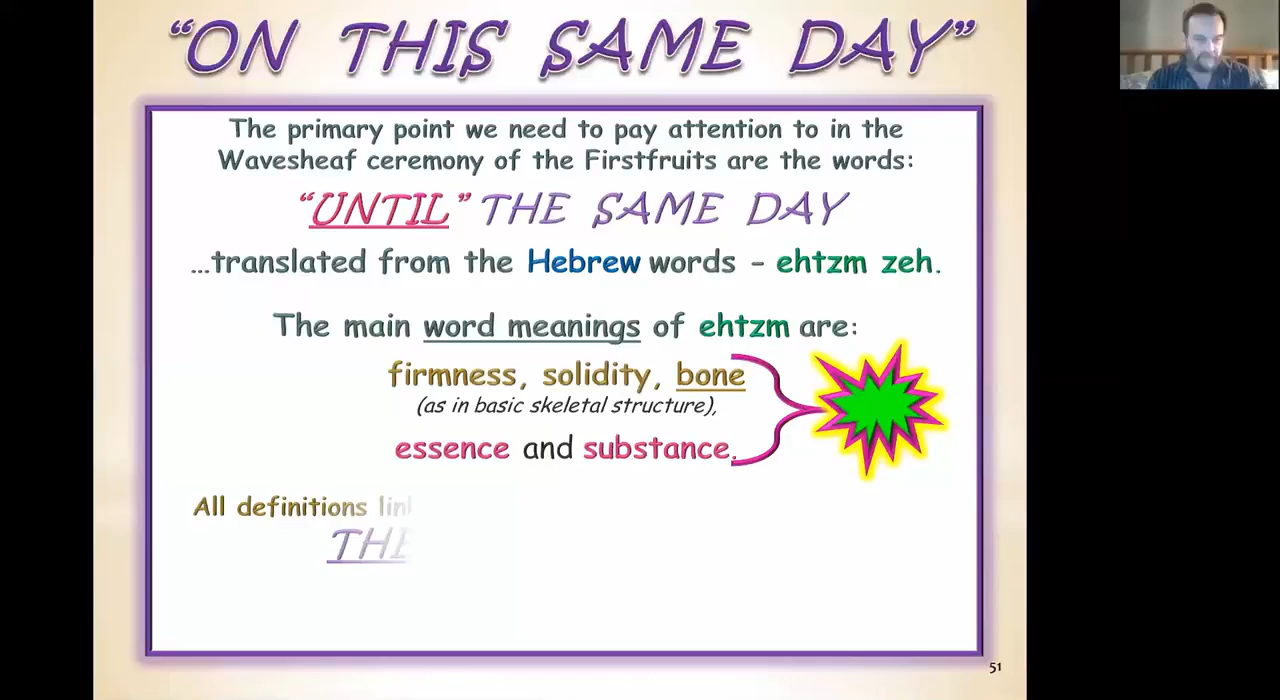 “ON THIS SAME DAY”
The primary point we need to pay attention to in the
Wavesheaf ceremony of the Firstfruits are the words:
“UNTIL” THE SAME DAY
…translated from the Hebrew words – ehtzm zeh.
The main word meanings of ehtzm are:
firmness, solidity, bone
(as in basic skeletal structure),
essence and substance.
All definitions
THE
51